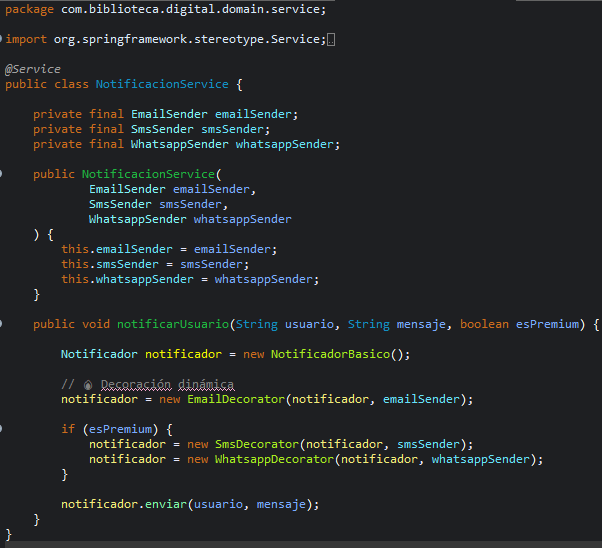 package com.biblioteca.digital.domain.service;
import org.springframework.stereotype.Service;
@Service
public class NotificacionService {
private final EmailSender emailSender;
private final SmsSender smsSender;
private final WhatsappSender whatsappSender;
public NotificacionService(
EmailSender emailSender,
SmsSender smsSender,
WhatsappSender whatsappSender
) {
this.emailSender = emailSender;
this.smsSender = smsSender;
this.whatsappSender = whatsappSender;
}
public void notificarUsuario(String usuario, String mensaje, boolean esPremium) {
Notificador notificador = new NotificadorBasico();
// 🔥 Decoración dinámica
notificador = new EmailDecorator(notificador, emailSender);
if (esPremium) {
notificador = new SmsDecorator(notificador, smsSender);
notificador = new WhatsappDecorator(notificador, whatsappSender);
}
notificador.enviar(usuario, mensaje);
}
}